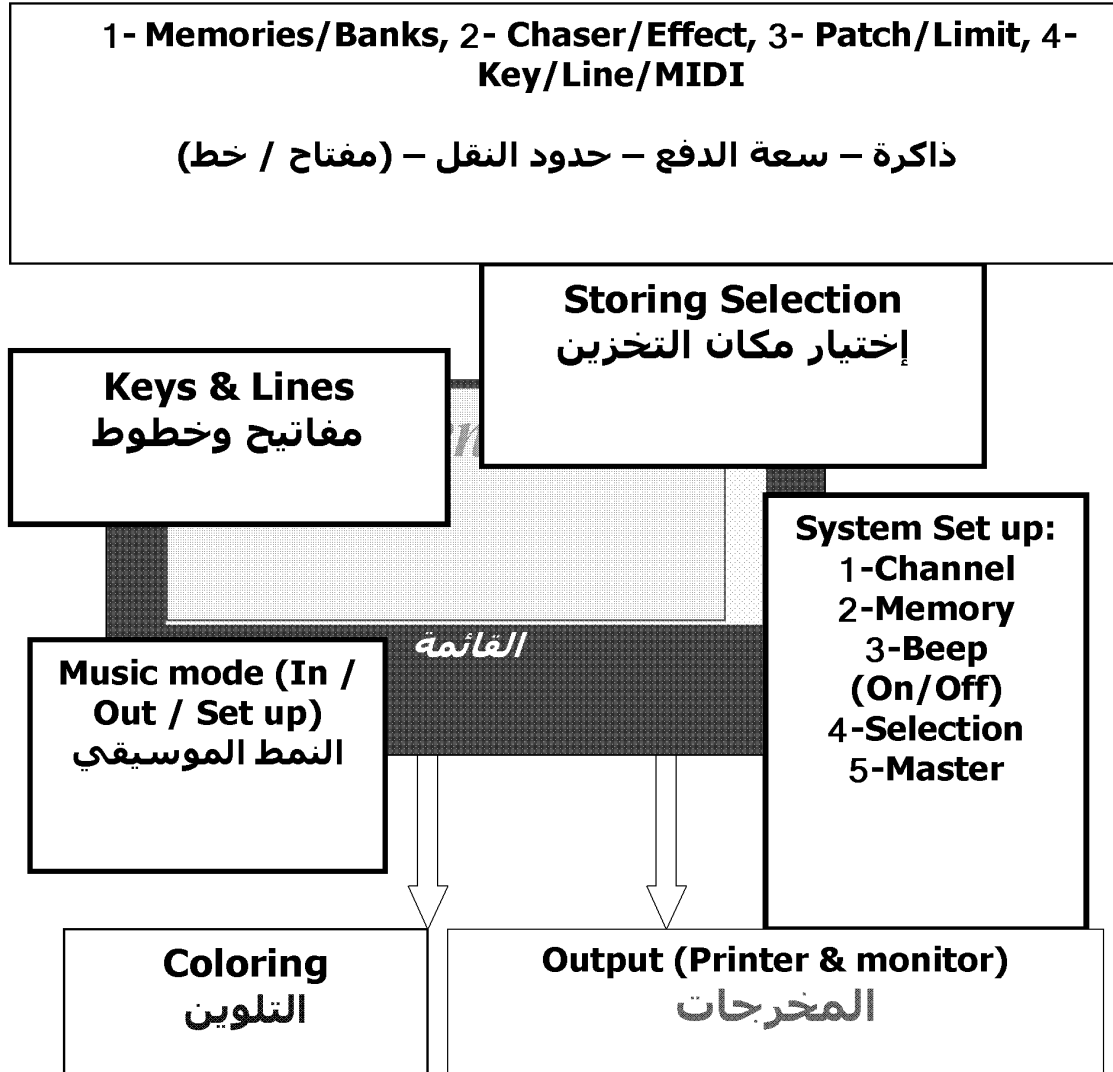 1- Memories/Banks, 2- Chaser/Effect, 3- Patch/Limit, 4-
Key/Line/MIDI
ذاكرة – سعة الدفع – حدود النقل – (مفتاح / خط)
Storing Selection
إختيار مكان التخزين
Keys & Lines
مفاتيح وخطوط
System Set up:
1-Channel
2-Memory
3-Beep
(On/Off)
4-Selection
5-Master
القائمة
Music mode (In /
Out / Set up)
النمط الموسيقي
Coloring
التلوين
Output (Printer & monitor)
المخرجات